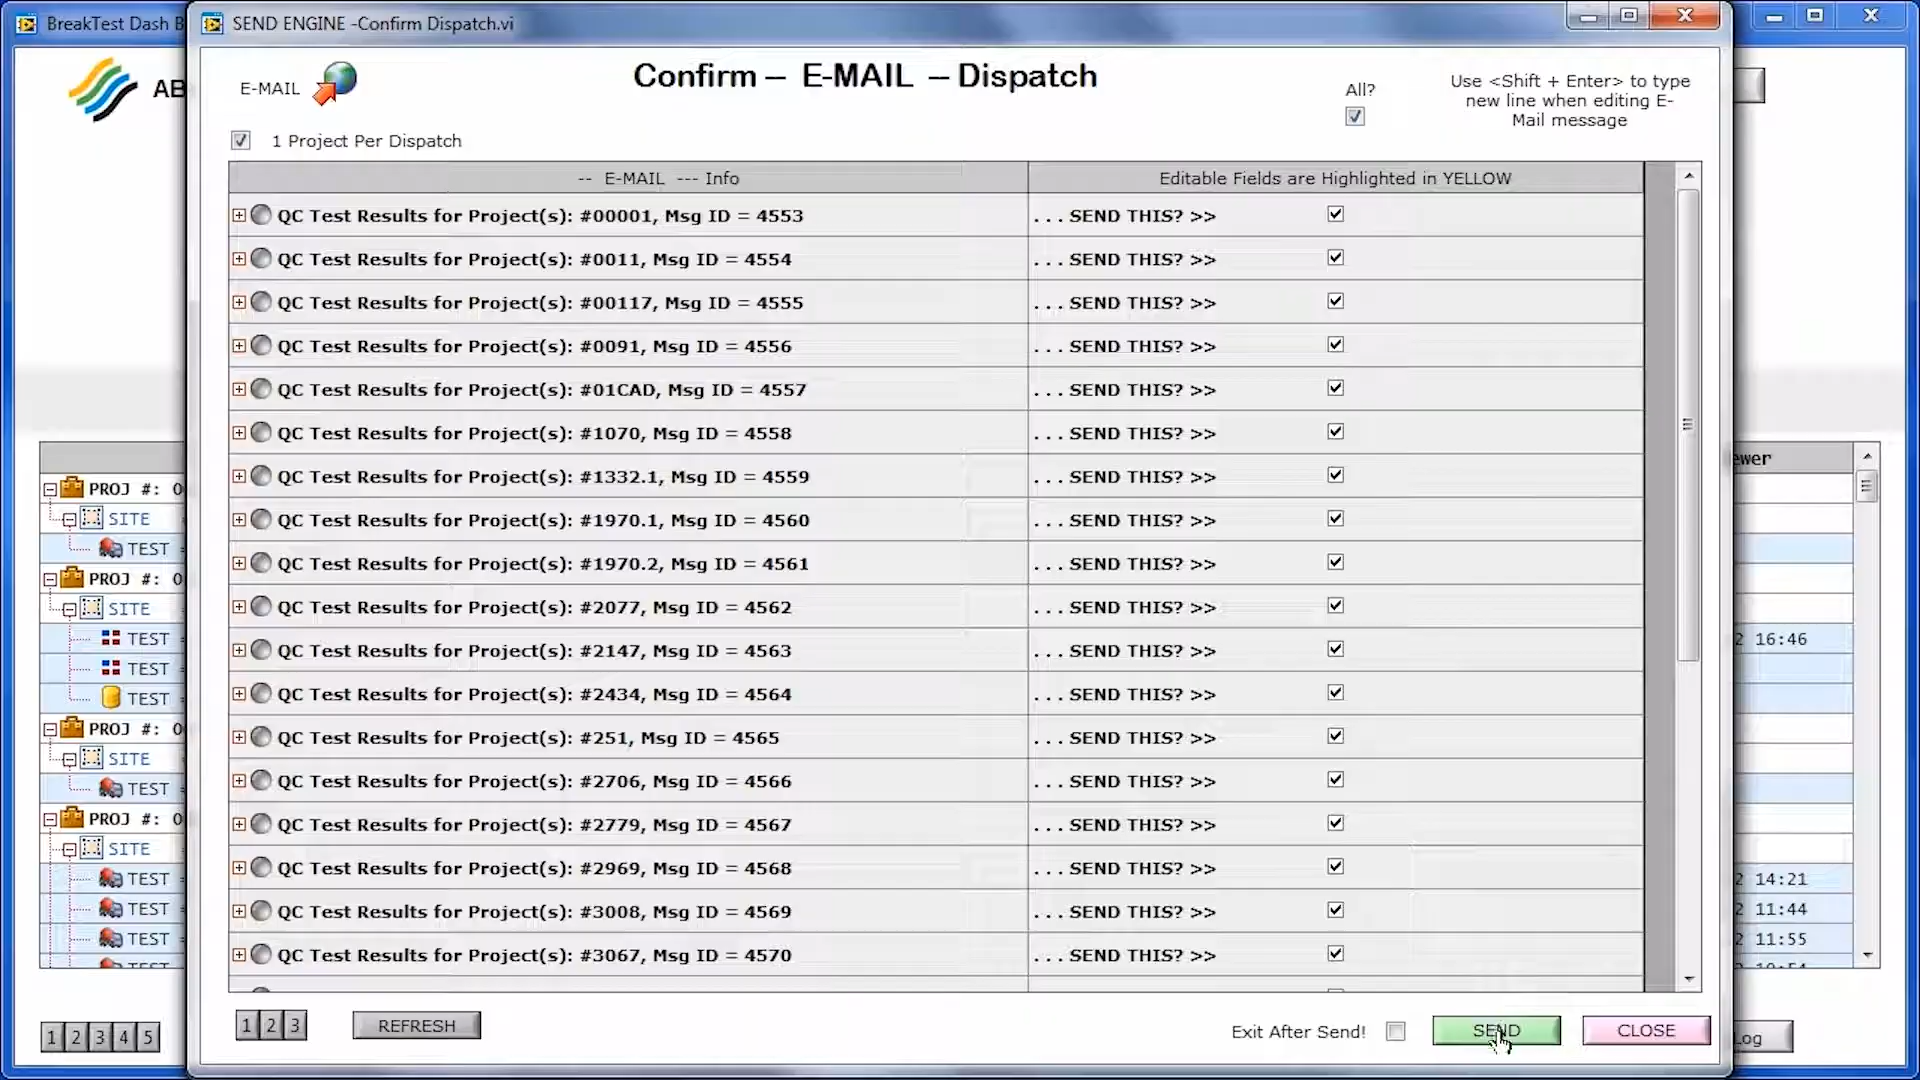 BreakTest Dash B
SEND ENGINE -Confirm Dispatch.vi
AB
E-MAIL
Confirm -- E-MAIL -- Dispatch
All?
Use <Shift + Enter> to type
new line when editing E-
Mail message
1 Project Per Dispatch
-- E-MAIL --- Info
Editable Fields are Highlighted in YELLOW
QC Test Results for Project(s): #00001, Msg ID = 4553 . . . SEND THIS? >>
QC Test Results for Project(s): #0011, Msg ID = 4554 . . . SEND THIS? >>
QC Test Results for Project(s): #00117, Msg ID = 4555 . . . SEND THIS? >>
QC Test Results for Project(s): #0091, Msg ID = 4556 . . . SEND THIS? >>
QC Test Results for Project(s): #01CAD, Msg ID = 4557 . . . SEND THIS? >>
QC Test Results for Project(s): #1070, Msg ID = 4558 . . . SEND THIS? >>
QC Test Results for Project(s): #1332.1, Msg ID = 4559 . . . SEND THIS? >>
QC Test Results for Project(s): #1970.1, Msg ID = 4560 . . . SEND THIS? >>
QC Test Results for Project(s): #1970.2, Msg ID = 4561 . . . SEND THIS? >>
QC Test Results for Project(s): #2077, Msg ID = 4562 . . . SEND THIS? >>
QC Test Results for Project(s): #2147, Msg ID = 4563 . . . SEND THIS? >>
QC Test Results for Project(s): #2434, Msg ID = 4564 . . . SEND THIS? >>
QC Test Results for Project(s): #251, Msg ID = 4565 . . . SEND THIS? >>
QC Test Results for Project(s): #2706, Msg ID = 4566 . . . SEND THIS? >>
QC Test Results for Project(s): #2779, Msg ID = 4567 . . . SEND THIS? >>
QC Test Results for Project(s): #2969, Msg ID = 4568 . . . SEND THIS? >>
QC Test Results for Project(s): #3008, Msg ID = 4569 . . . SEND THIS? >>
QC Test Results for Project(s): #3067, Msg ID = 4570 . . . SEND THIS? >>
1 2 3
REFRESH
Exit After Send!
SEND
CLOSE
PROJ #: 0
SITE
TEST
PROJ #: 0
SITE
TEST
TEST
TEST
PROJ #: 0
SITE
TEST
PROJ #: 0
SITE
TEST
TEST
TEST
1 2 3 4 5
ewer
2 16:46
2 14:21
2 11:44
2 11:55
Log